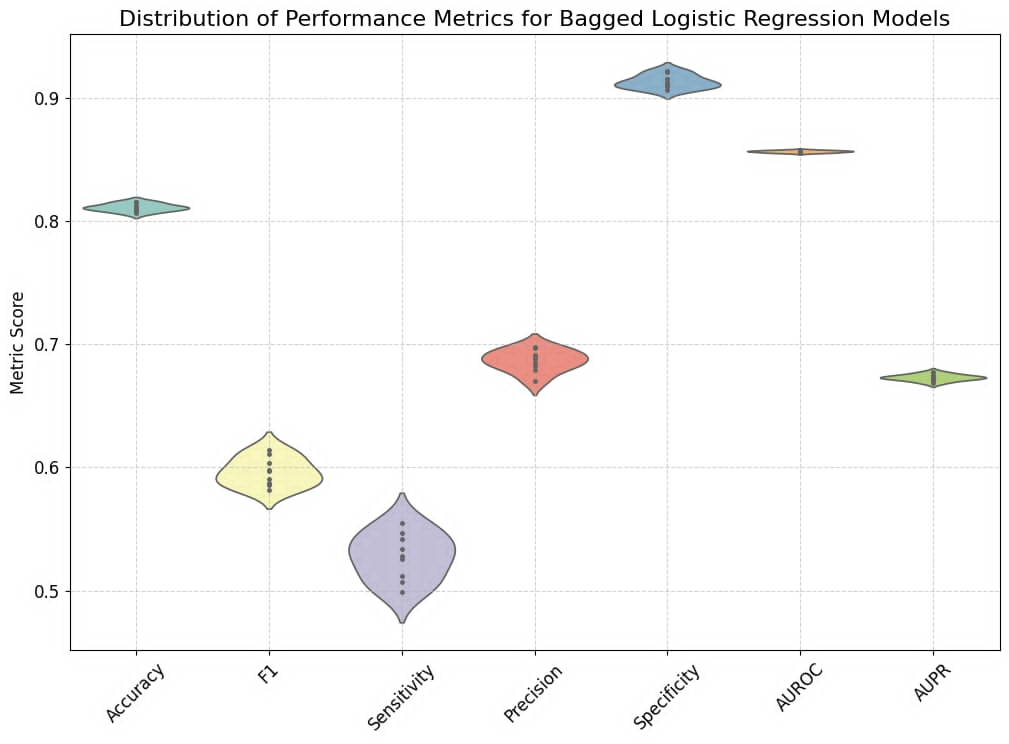 Distribution of Performance Metrics for Bagged Logistic Regression Models
Metric Score
0.9
0.8
0.7
0.6
0.5
Accuracy
F1
Sensitivity
Precision
Specificity
AUROC
AUPR